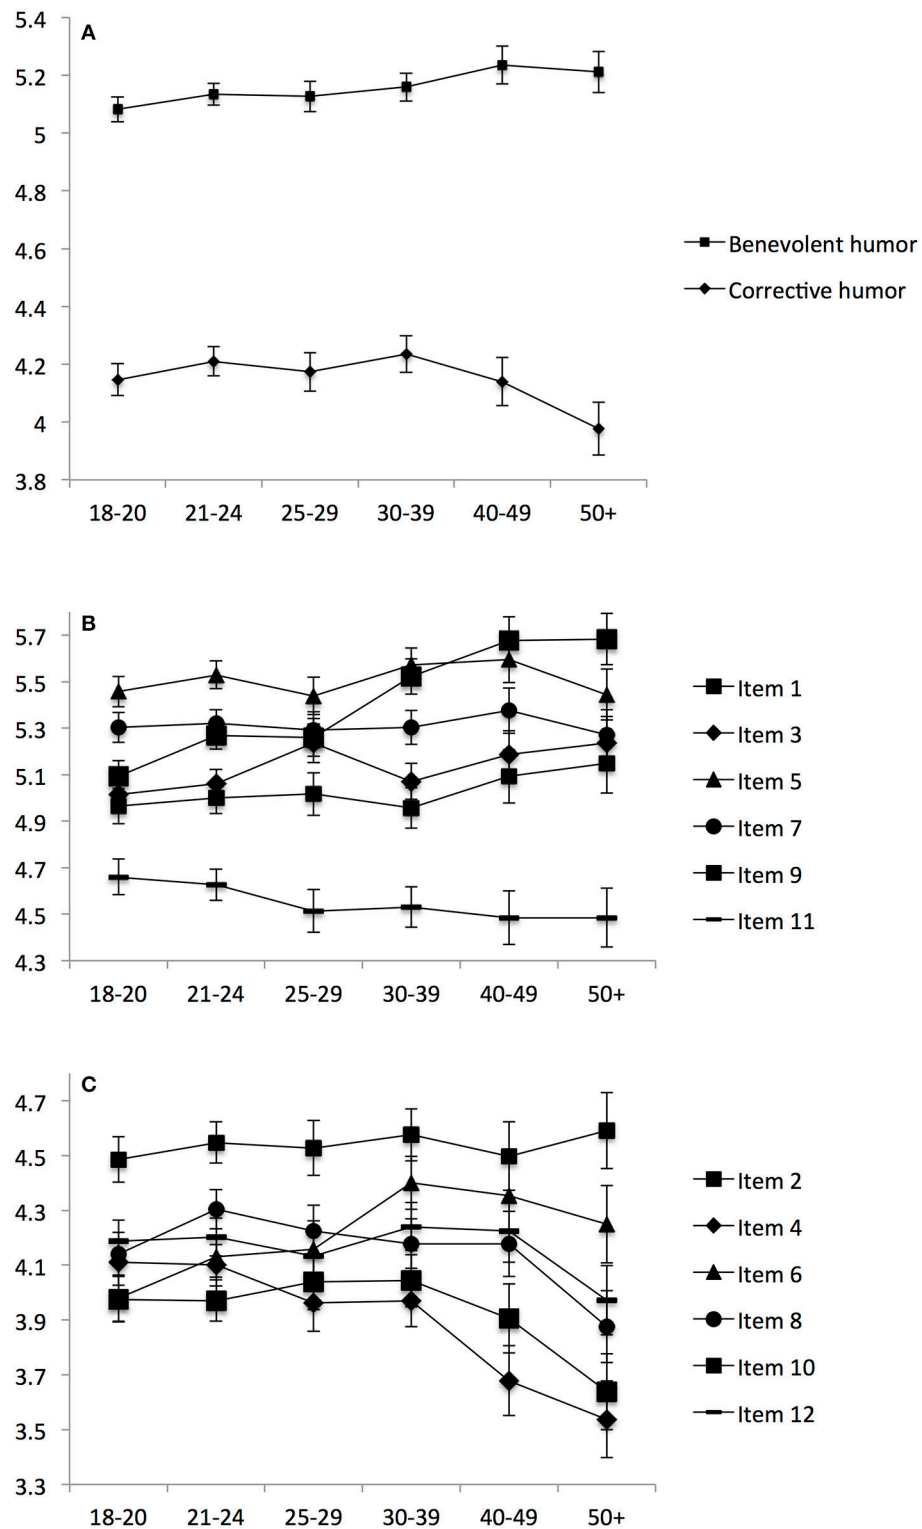 A
5.4
5.2
5
4.8
4.6
4.4
4.2
4
3.8
18-20 21-24 25-29 30-39 40-49 50+
Benevolent humor
Corrective humor
B
5.7
5.5
5.3
5.1
4.9
4.7
4.5
4.3
18-20 21-24 25-29 30-39 40-49 50+
Item 1
Item 3
Item 5
Item 7
Item 9
Item 11
C
4.7
4.5
4.3
4.1
3.9
3.7
3.5
3.3
18-20 21-24 25-29 30-39 40-49 50+
Item 2
Item 4
Item 6
Item 8
Item 10
Item 12